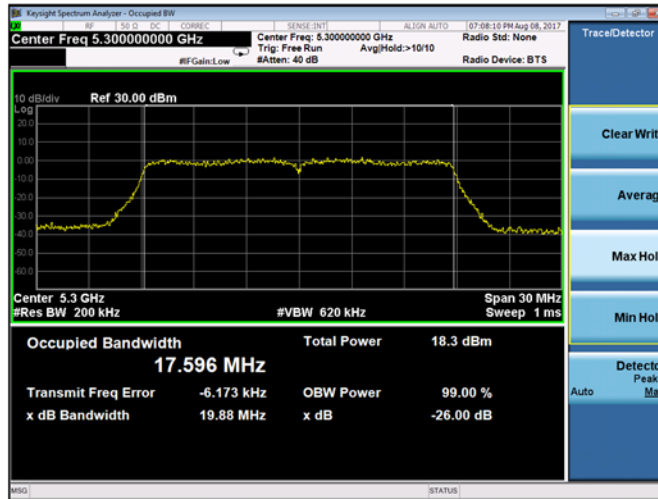 Keysight Spectrum Analyzer - Occupied BW
RF 50 Ω DC CORREC SENSE:INT ALIGN AUTO 07:08:10 PM Aug 08, 2017
Center Freq 5.300000000 GHz
Center Freq: 5.300000000 GHz Radio Std: None
Trig: Free Run Avg|Hold:>10/10
#IFGain:Low #Atten: 40 dB Radio Device: BTS
Trace/Detector
10 dB/div Ref 30.00 dBm
Log
20.0
10.0
0.00
-10.0
-20.0
-30.0
-40.0
-50.0
-60.0
Center 5.3 GHz Span 30 MHz
#Res BW 200 kHz #VBW 620 kHz Sweep 1 ms
Occupied Bandwidth Total Power 18.3 dBm
17.596 MHz
Transmit Freq Error -6.173 kHz OBW Power 99.00 %
x dB Bandwidth 19.88 MHz x dB -26.00 dB
Clear Writ
Averag
Max Hol
Min Hol
Detecto
Peak
Auto Ma
MSG STATUS